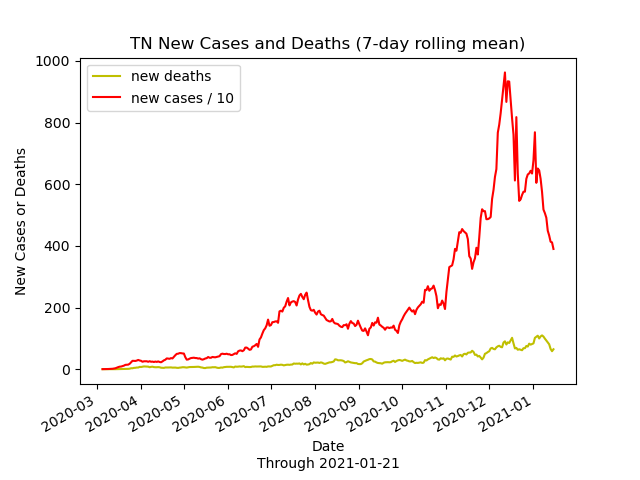 TN New Cases and Deaths (7-day rolling mean)
new deaths
new cases / 10
New Cases or Deaths
1000
800
600
400
200
0
2020-03
2020-04
2020-05
2020-06
2020-07
2020-08
2020-09
2020-10
2020-11
2020-12
2021-01
Date
Through 2021-01-21